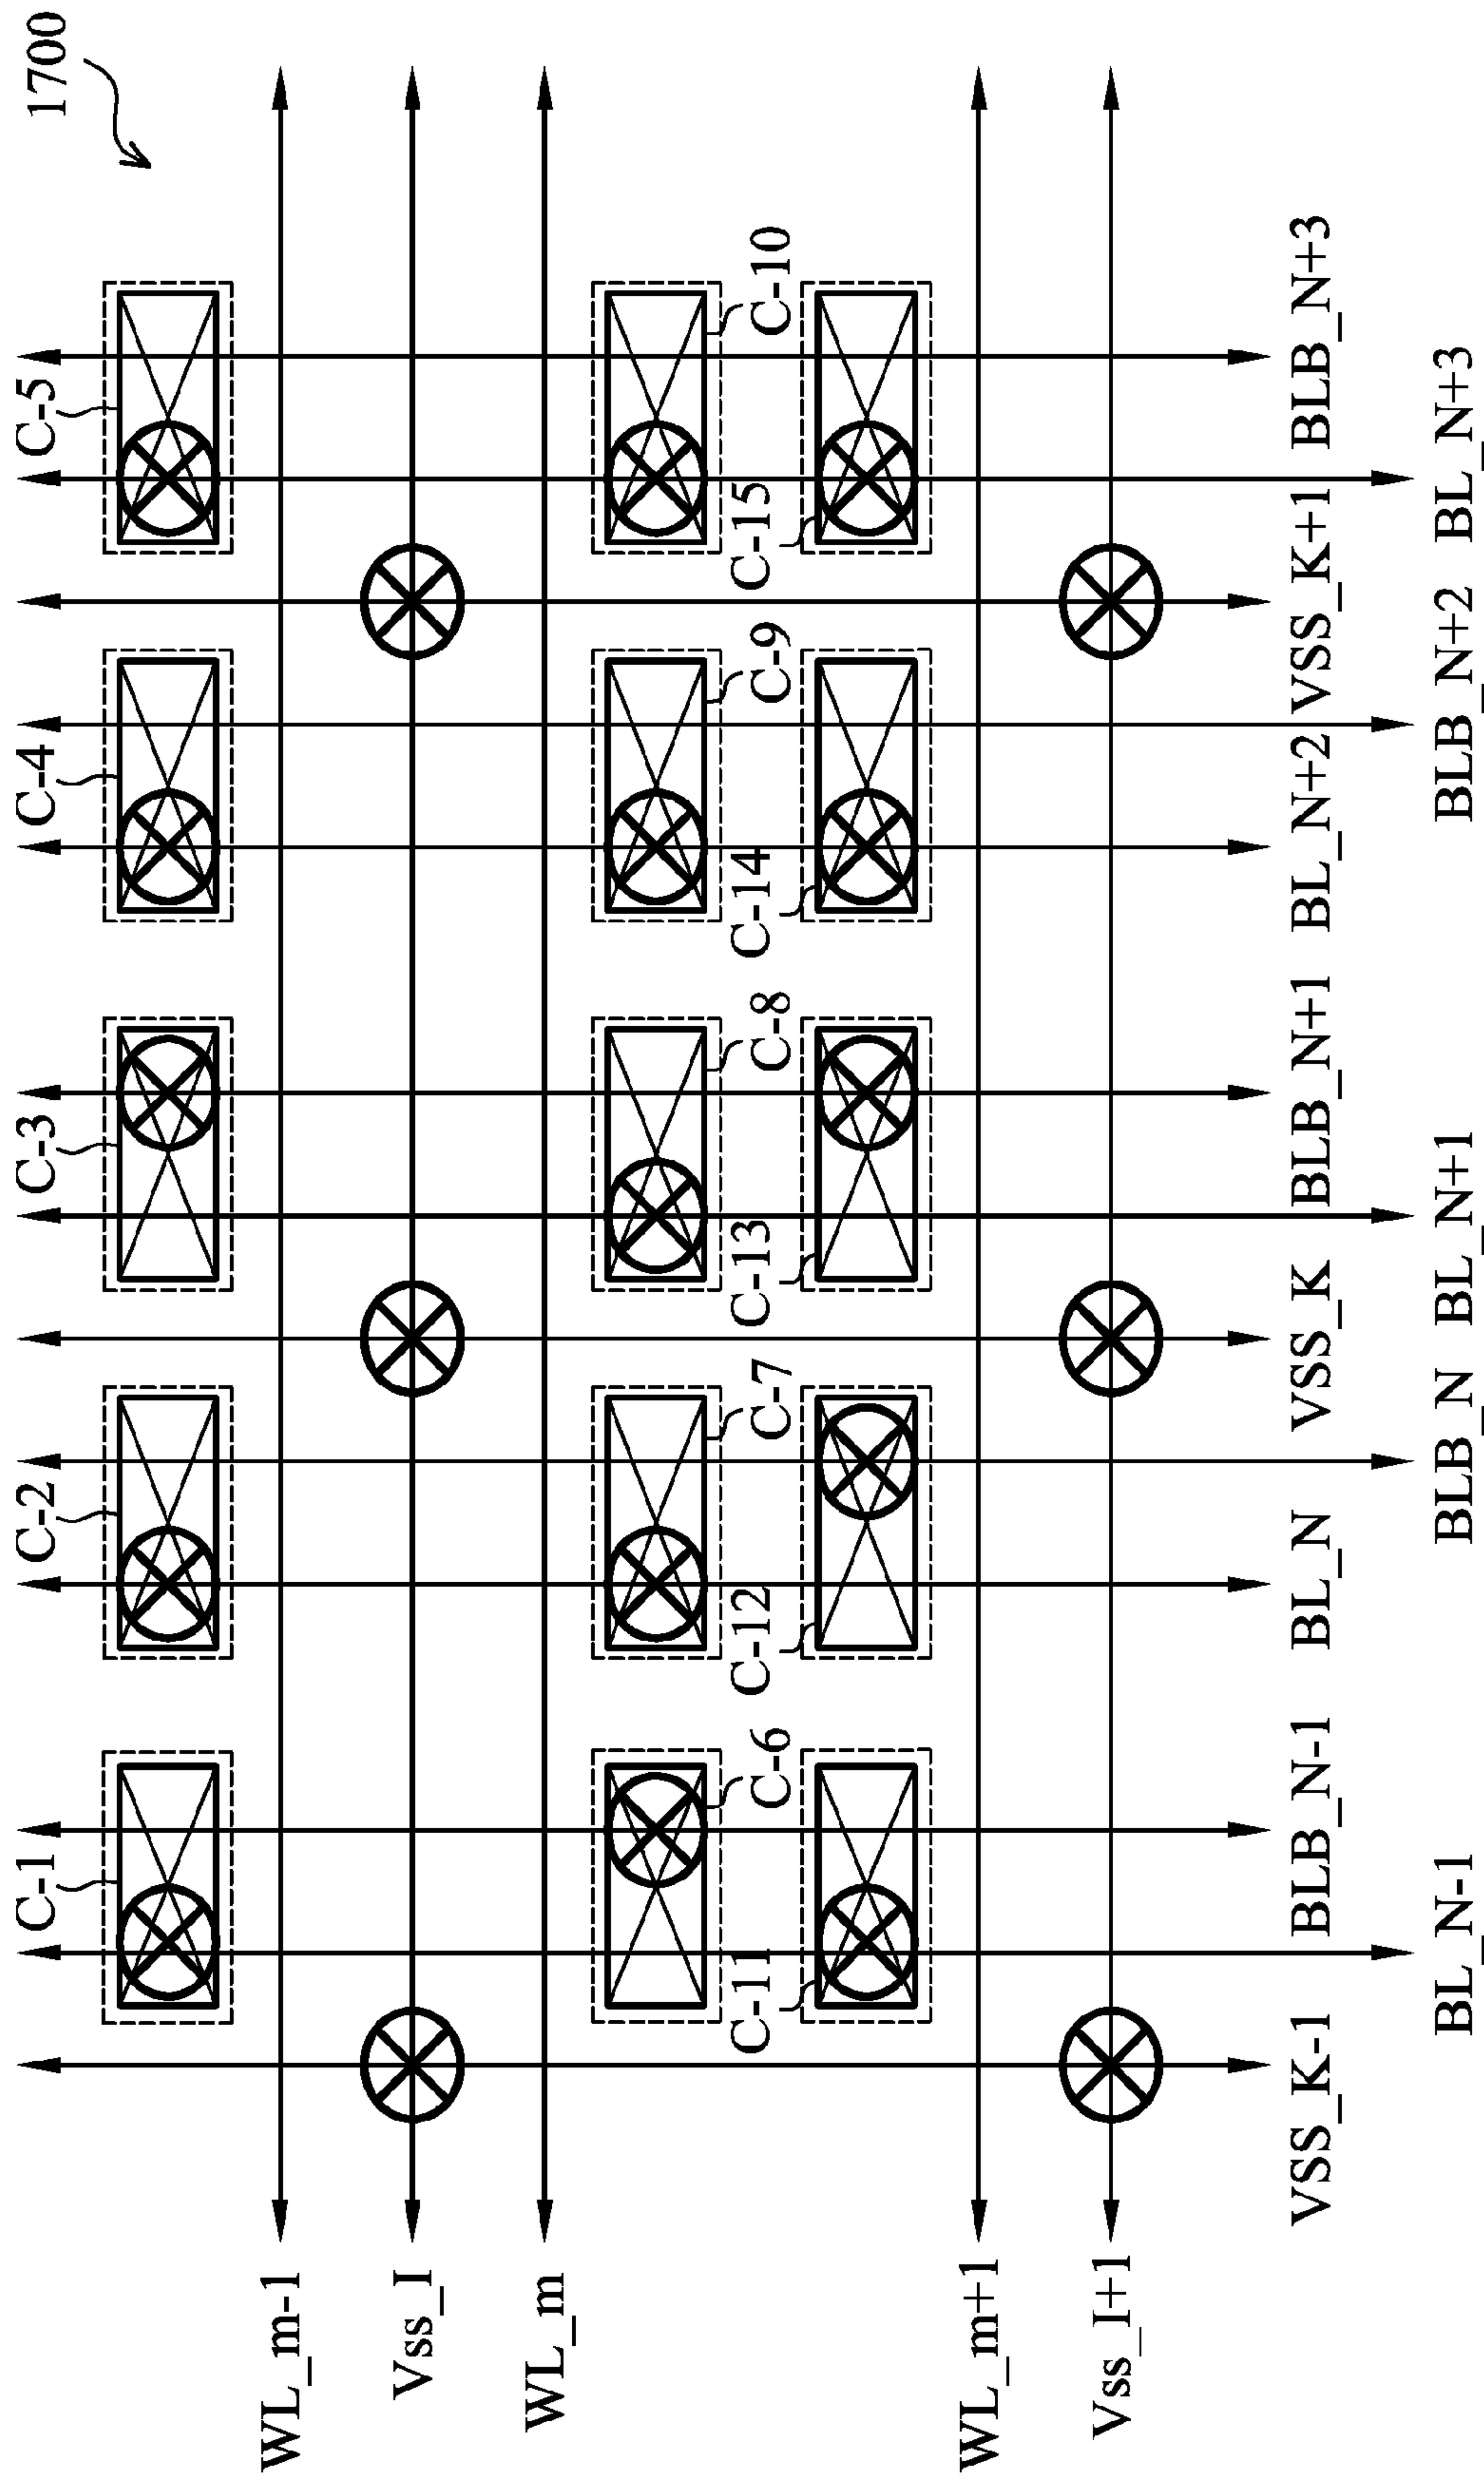 1700
C-1
C-2
C-3
C-4
C-5
WL_m-1
Vss_I
WL_m
C-6
C-7
C-8
C-9
C-10
C-11
C-12
C-13
C-14
C-15
WL_m+1
Vss_I+1
VSS_K-1
BLB_N-1
BL_N
VSS_K
BLB_N+1
BL_N+2
VSS_K+1
BLB_N+3
BL_N-1
BLB_N
BL_N+1
BLB_N+2
BL_N+3